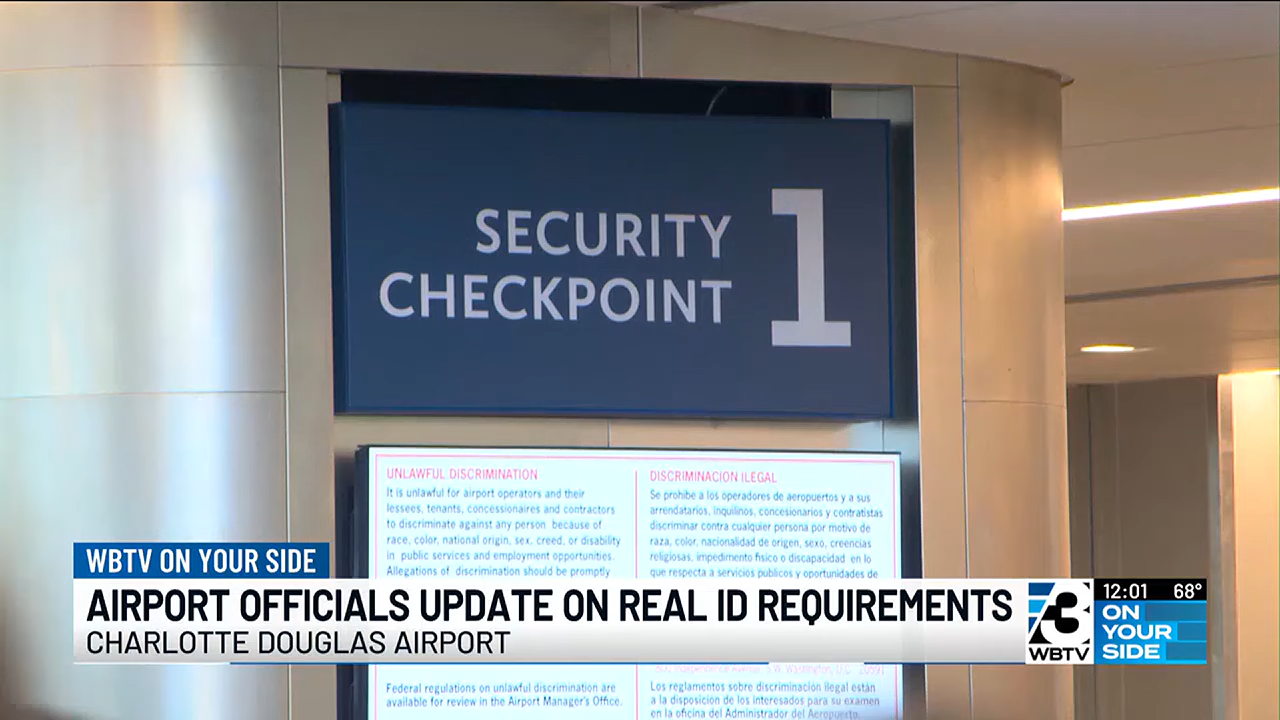 SECURITY
CHECKPOINT
1
UNLAWFUL DISCRIMINATION
It is unlawful for airport operators and their
lessees, tenants, concessionaires and contractors
to discriminate against any person because of
race, color, national origin, sex, creed, or disability
in public services and employment opportunities.
Allegations of discrimination should be promptly
Federal regulations on unlawful discrimination are
available for review in the Airport Manager's Office.
DISCRIMINACION ILEGAL
Se prohibe a los operadores de aeropuertos y a sus
arrendatarios, inquilinos, concesionarios y contratistas
discriminar contra cualquier persona por motivo de
raza, color, nacionalidad de origen, sexo, creencias
religiosas, impedimento fisico o discapacidad en lo
que respecta a servicios publicos y oportunidades de
Independence Avenue, S.W. Washington, D.C. 20591
Los reglamentos sobre discriminacion ilegal están
a la disposicion de los interesados para su examen
en la oficina del Administrador del Aeropuerto.
WBTV ON YOUR SIDE
AIRPORT OFFICIALS UPDATE ON REAL ID REQUIREMENTS
CHARLOTTE DOUGLAS AIRPORT
3
WBTV
12:01 68°
ON
YOUR
SIDE